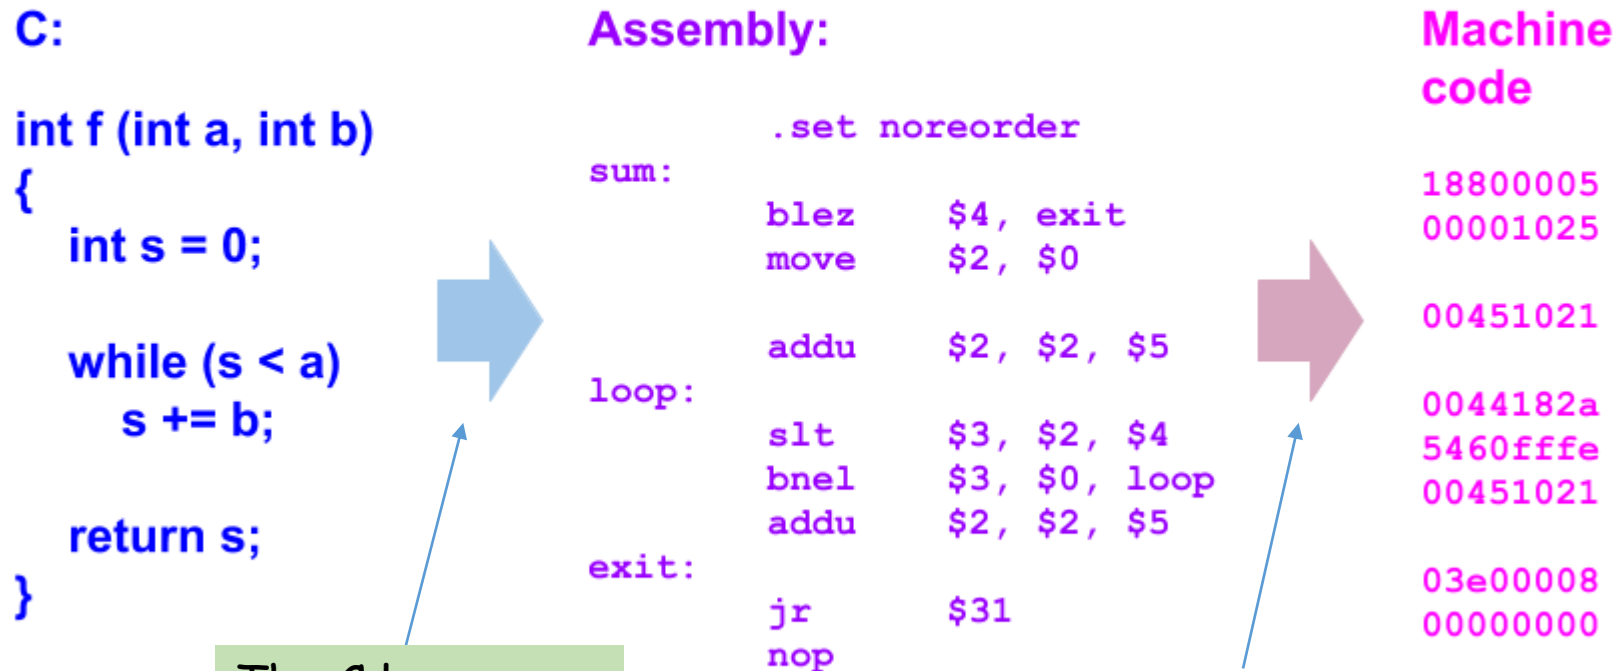 C:
int f (int a, int b)
{
int s = 0;
while (s < a)
s += b;
return s;
}
Assembly:
.set noreorder
sum:
blez $4, exit
move $2, $0
addu $2, $2, $5
loop:
slt $3, $2, $4
bnel $3, $0, loop
addu $2, $2, $5
exit:
jr $31
nop
Machine
code
18800005
00001025
00451021
0044182a
5460fffe
00451021
03e00008
00000000